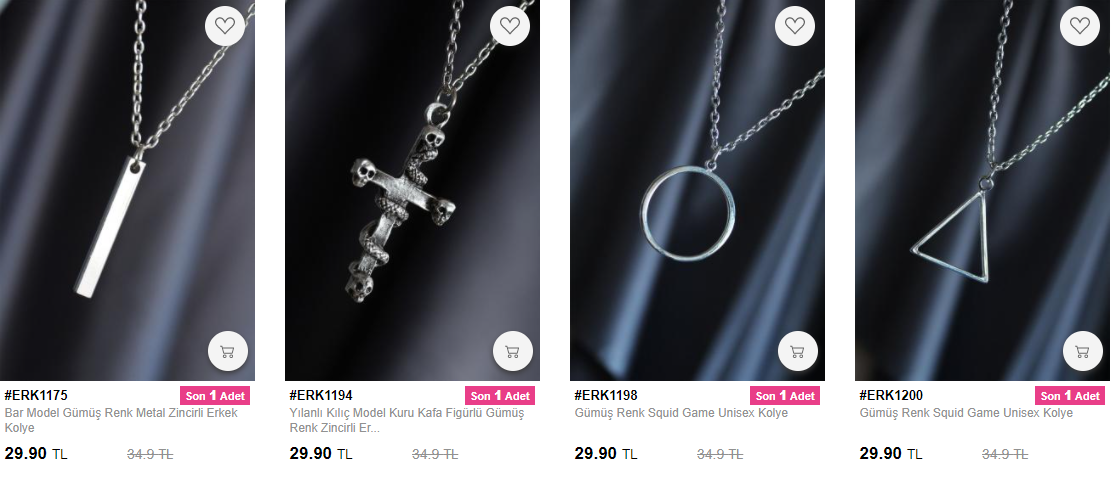 #ERK1175 Son 1 Adet
Bar Model Gümüş Renk Metal Zincirli Erkek
Kolye
29.90 TL 34.9 TL
#ERK1194 Son 1 Adet
Yılanlı Kılıç Model Kuru Kafa Figürlü Gümüş
Renk Zincirli Er...
29.90 TL 34.9 TL
#ERK1198 Son 1 Adet
Gümüş Renk Squid Game Unisex Kolye
29.90 TL 34.9 TL
#ERK1200 Son 1 Adet
Gümüş Renk Squid Game Unisex Kolye
29.90 TL 34.9 TL